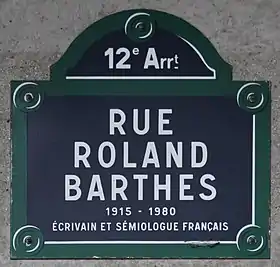 12e Arrt
RUE
ROLAND
BARTHES
1915 - 1980
ÉCRIVAIN ET SÉMIOLOGUE FRANÇAIS